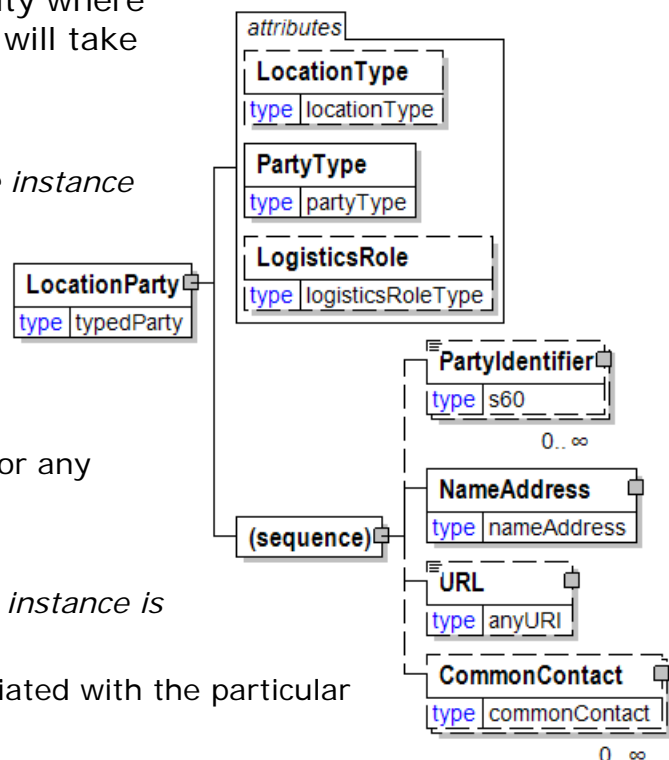 ity where
will take
instance
or any
instance is
iated with the particular
attributes
LocationType
type locationType
PartyType
type partyType
LogisticsRole
type logisticsRoleType
LocationParty
type typedParty
PartyIdentifier
type s60
0.. ∞
(sequence)
NameAddress
type nameAddress
URL
type anyURI
CommonContact
type commonContact
0.. ∞